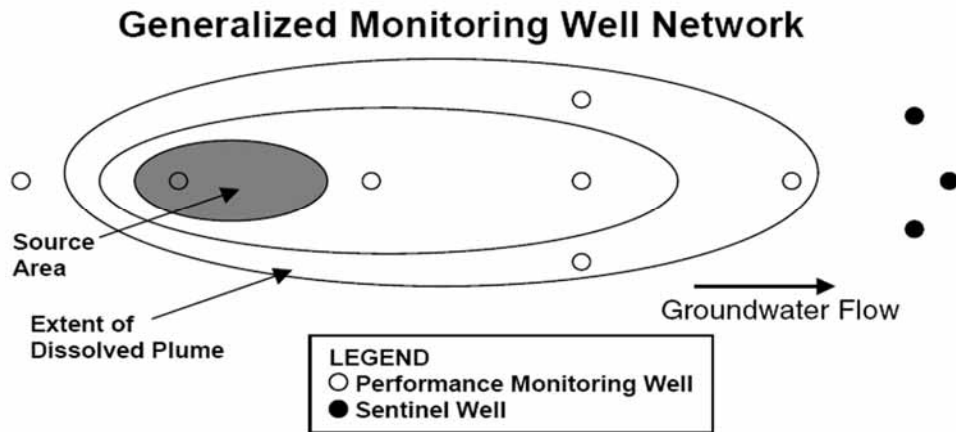 Generalized Monitoring Well Network
Source
Area
Extent of
Dissolved Plume
Groundwater Flow
LEGEND
Performance Monitoring Well
Sentinel Well